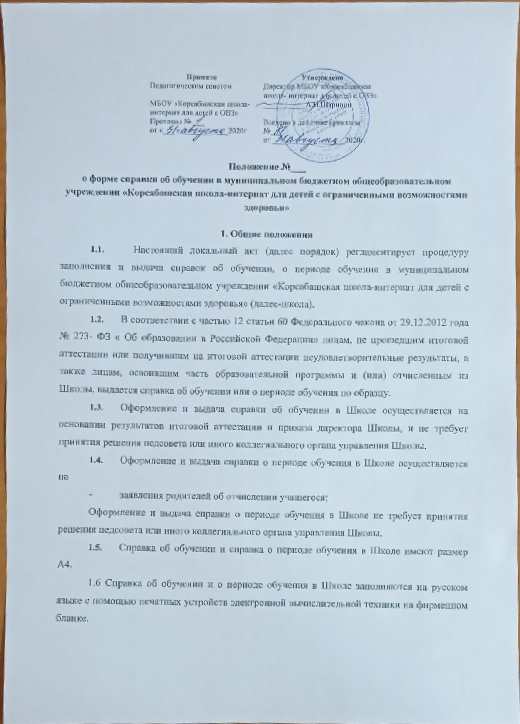 Принято
Педагогическим советом
МБОУ «Корсабашская школа-
интернат для детей с ОВЗ»
Протокол № 1
от « 31 августа 2020г
Утверждено
Директор МБОУ «Корсабашская
школа- интернат для детей с ОВЗ»
Введено в действие приказом
№
от 31 августа 2020г.
Положение №___
о форме справки об обучении в муниципальном бюджетном общеобразовательном
учреждении «Корсабашская школа-интернат для детей с ограниченными возможностями
здоровья»
1. Общие положения
1.1. Настоящий локальный акт (далее порядок) регламентирует процедуру
заполнения и выдача справок об обучении, о периоде обучения в муниципальном
бюджетном общеобразовательном учреждении «Корсабашская школа-интернат для детей с
ограниченными возможностями здоровья» (далее-школа).
1.2. В соответствии с частью 12 статьи 60 Федерального закона от 29.12.2012 года
№ 273- ФЗ « Об образовании в Российской Федерации» лицам, не прошедшим итоговой
аттестации или получившим на итоговой аттестации неудовлетворительные результаты, а
также лицам, освоившим часть образовательной программы и (или) отчисленным из
Школы, выдается справка об обучении или о периоде обучения по образцу.
1.3. Оформление и выдача справки об обучении в Школе осуществляется на
основании результатов итоговой аттестации и приказа директора Школы, и не требует
принятия решения педсовета или иного коллегиального органа управления Школы.
1.4. Оформление и выдача справки о периоде обучения в Школе осуществляется
на
- заявления родителей об отчислении учащегося;
Оформление и выдача справки о периоде обучения в Школе не требует принятия
решения педсовета или иного коллегиального органа управления Школы.
1.5. Справка об обучении и справка о периоде обучения в Школе имеют размер
А4.
1.6 Справка об обучении и о периоде обучения в Школе заполняются на русском
языке с помощью печатных устройств электронной вычислительной техники на фирменном
бланке.